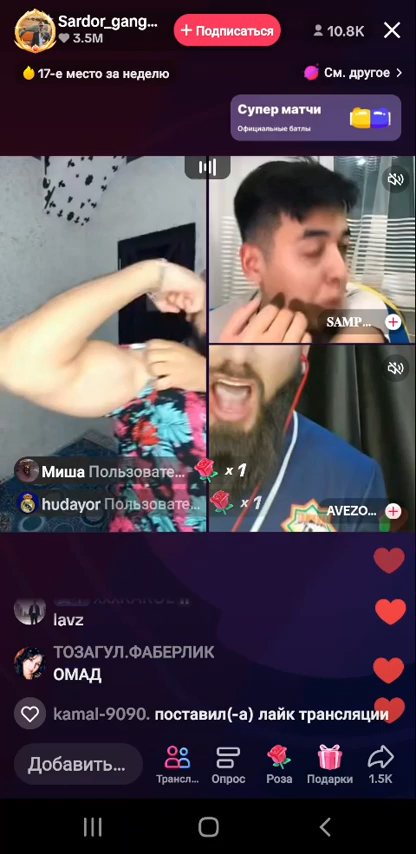 Sardor_gang...
3.5M
+ Подписаться
10.8K
17-е место за неделю
См. другое >
Супер матчи
Официальные батлы
SAMP...
Миша Пользовате... x 1
hudayor Пользовате... x 1
AVEZO...
lavz
ТОЗАГУЛ.ФАБЕРЛИК
ОМАД
kamal-9090. поставил(-а) лайк трансляции
Добавить...
Трансл...
Опрос
Роза
Подарки
1.5K